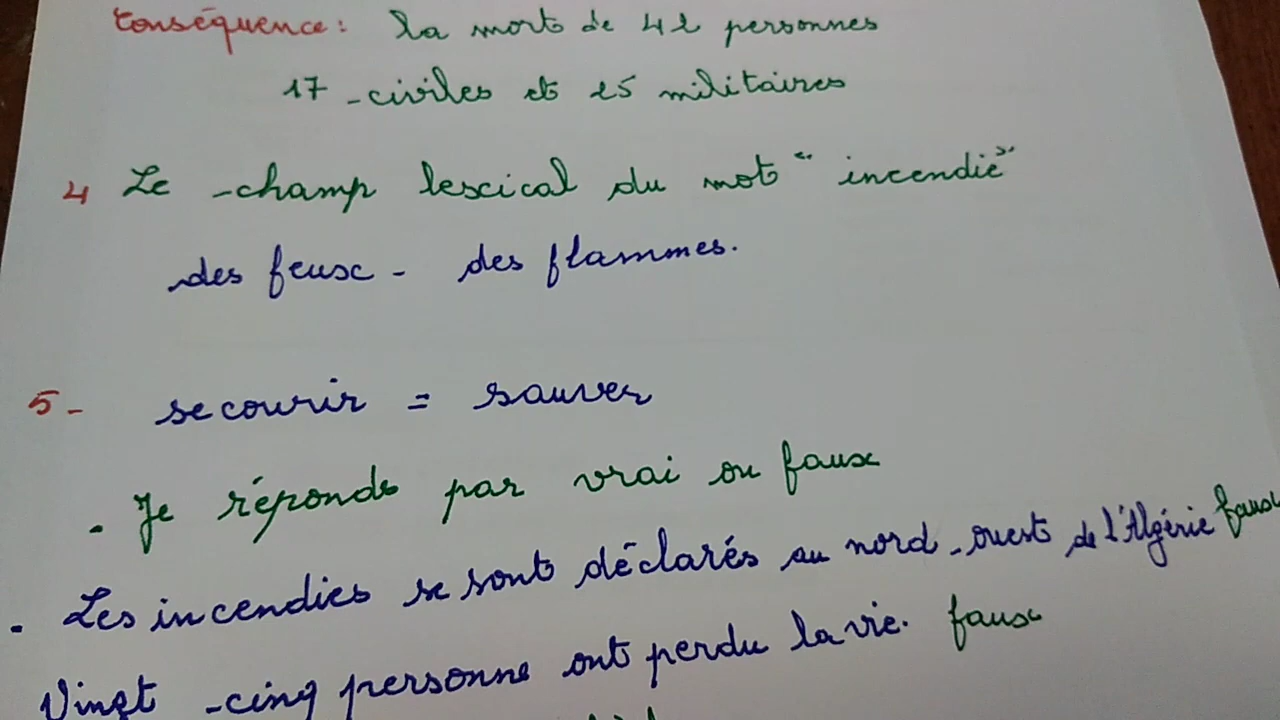 Conséquence : la mort de 42 personnes
17 civiles et 25 militaires
4 Le champ lexical du mot "incendie"
des feux - des flammes.
5- secourir = sauver
. Je réponds par vrai ou faux
. Les incendies se sont déclarés au nord-ouest de l'Algérie faux
Vingt-cinq personne ont perdu la vie. faux